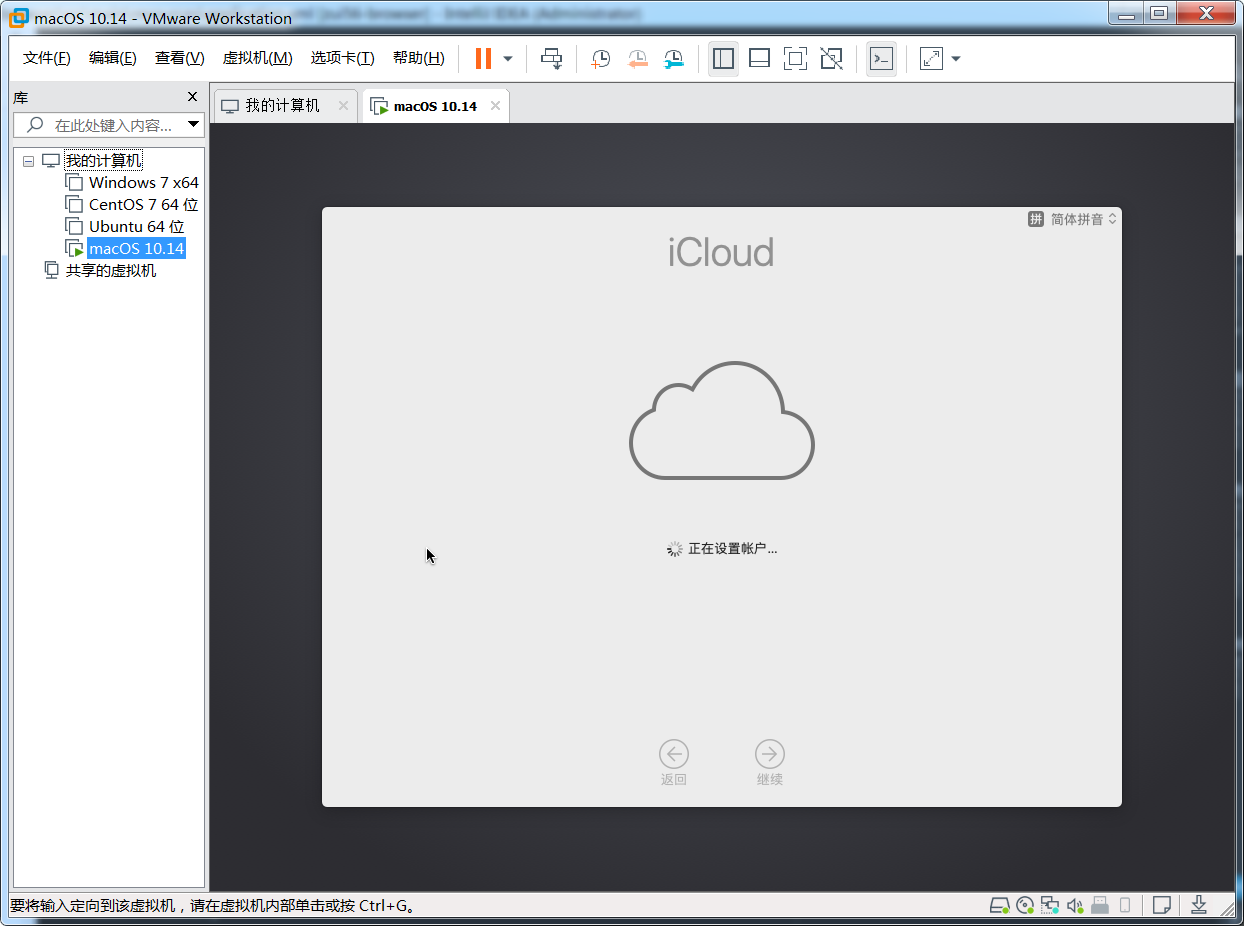 macOS 10.14 - VMware Workstation
文件(F) 编辑(E) 查看(V) 虚拟机(M) 选项卡(T) 帮助(H)
库
在此处键入内容...
我的计算机
Windows 7 x64
CentOS 7 64 位
Ubuntu 64 位
macOS 10.14
共享的虚拟机
我的计算机 macOS 10.14
拼 简体拼音
iCloud
正在设置帐户...
返回 继续
要将输入定向到该虚拟机，请在虚拟机内部单击或按 Ctrl+G。